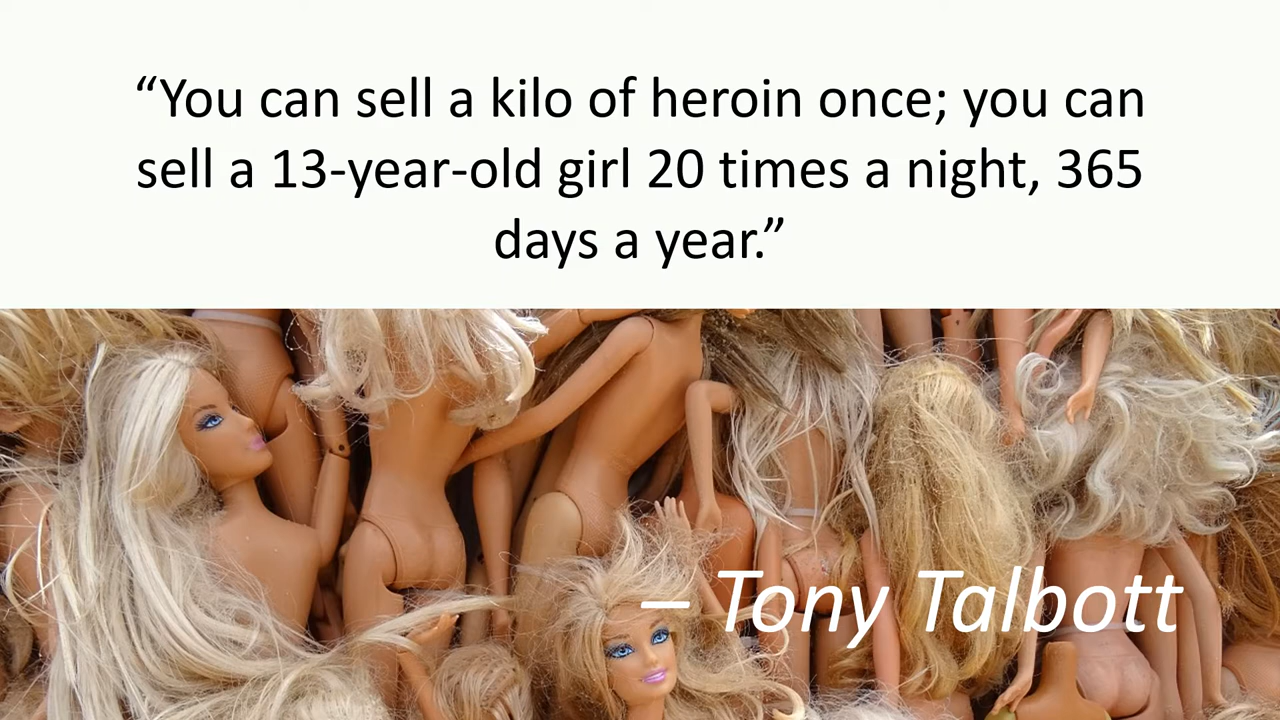 “You can sell a kilo of heroin once; you can
sell a 13-year-old girl 20 times a night, 365
days a year.”
– Tony Talbott